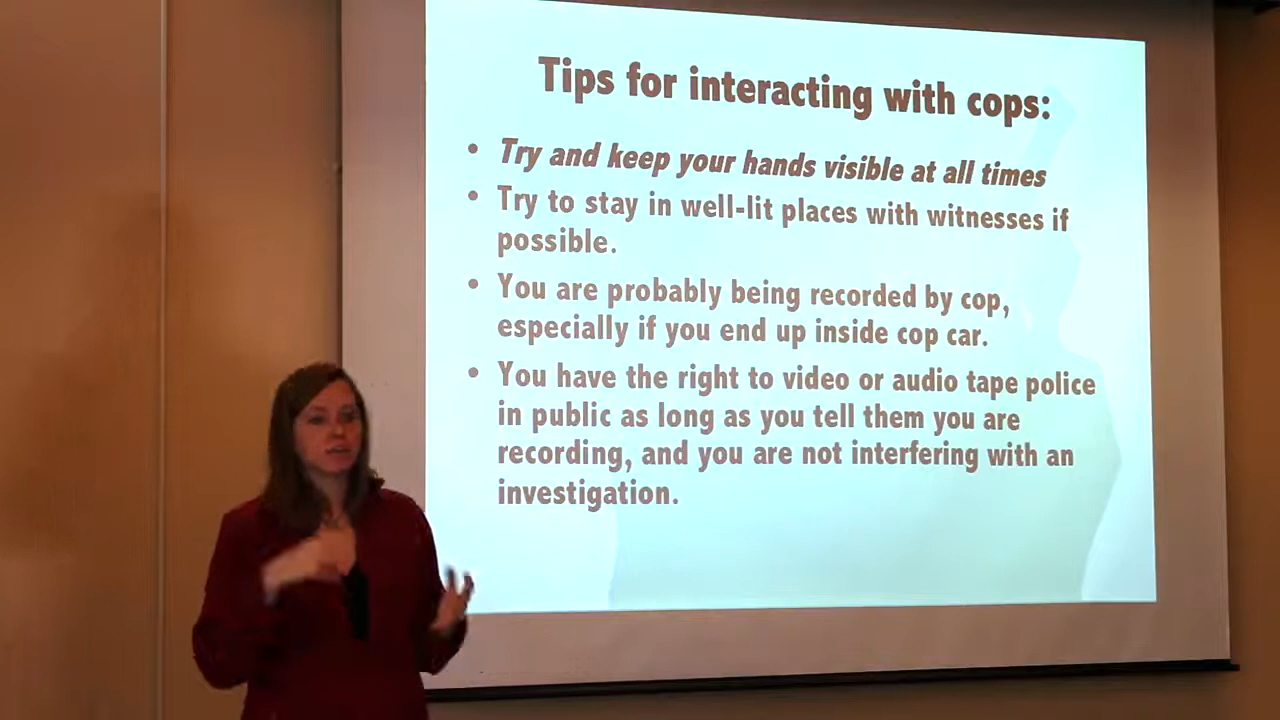 Tips for interacting with cops:
• Try and keep your hands visible at all times
• Try to stay in well-lit places with witnesses if
possible.
• You are probably being recorded by cop,
especially if you end up inside cop car.
• You have the right to video or audio tape police
in public as long as you tell them you are
recording, and you are not interfering with an
investigation.